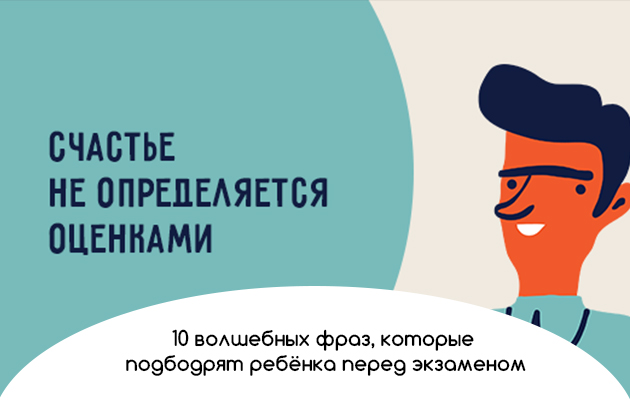 СЧАСТЬЕ
НЕ ОПРЕДЕЛЯЕТСЯ
ОЦЕНКАМИ
10 волшебных фраз, которые
подбодрят ребёнка перед экзаменом